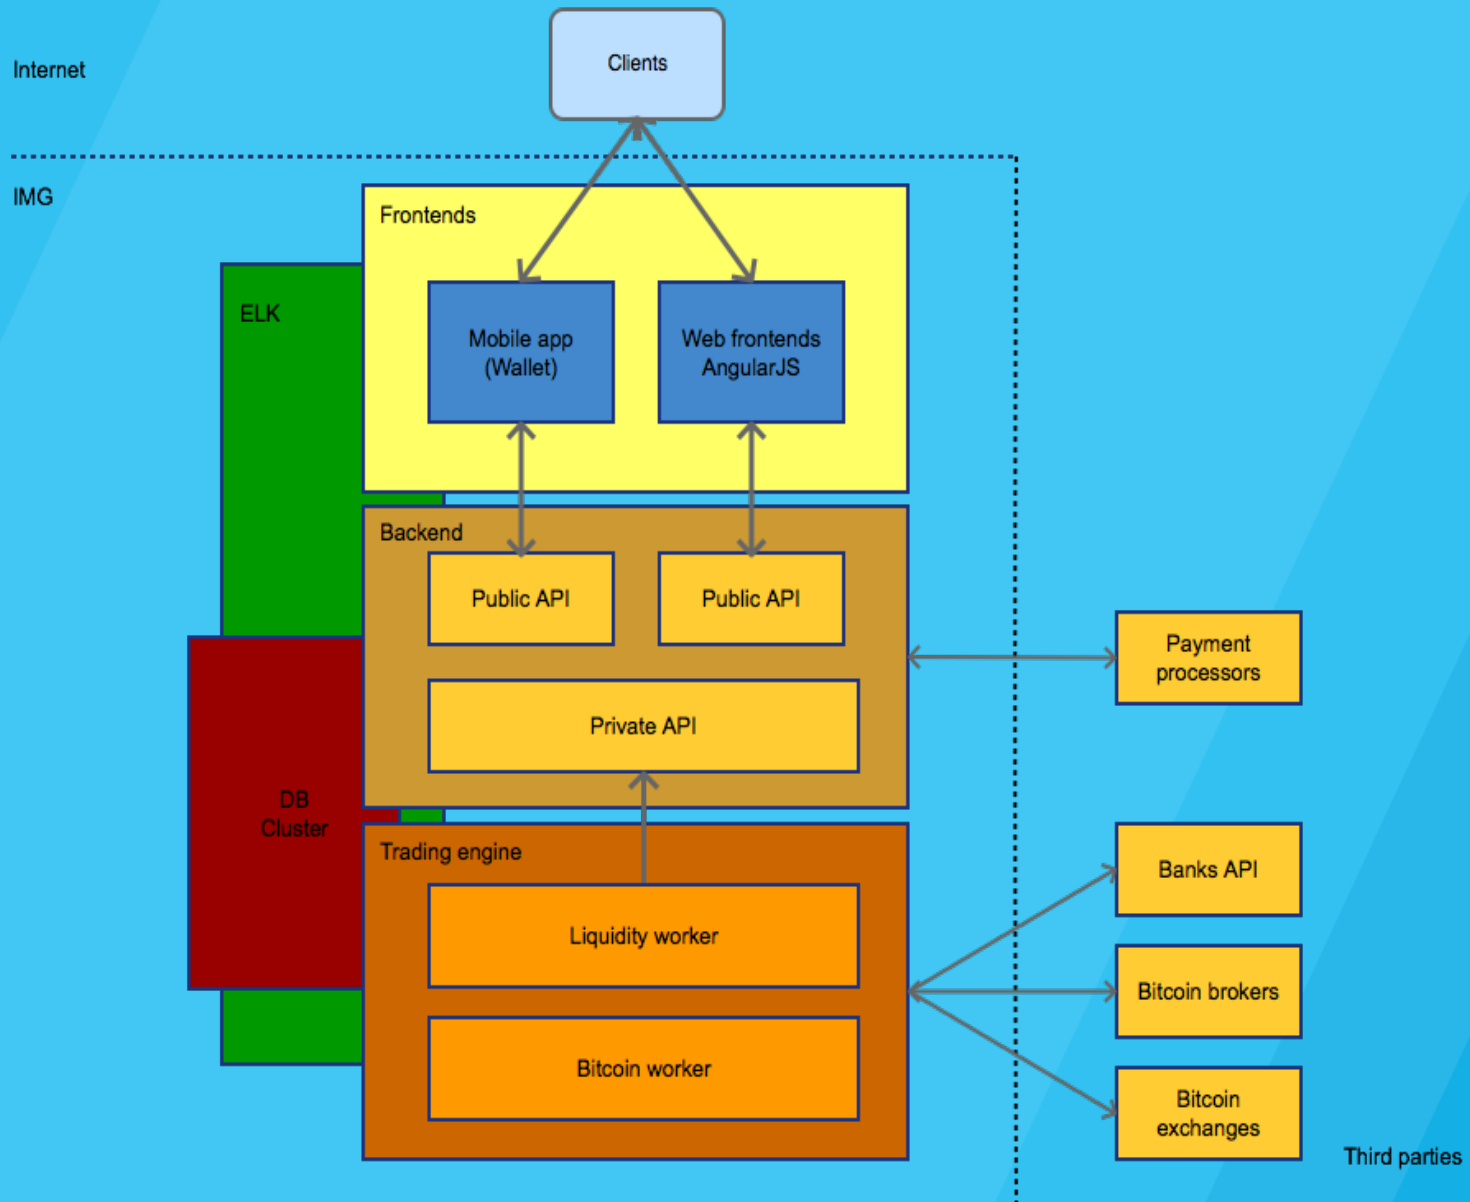 Clients
Internet
IMG
Frontends
ELK
Mobile app
(Wallet)
Web frontends
AngularJS
Backend
Public API
Public API
Payment
processors
Private API
DB
Cluster
Trading engine
Banks API
Liquidity worker
Bitcoin brokers
Bitcoin worker
Bitcoin
exchanges
Third parties